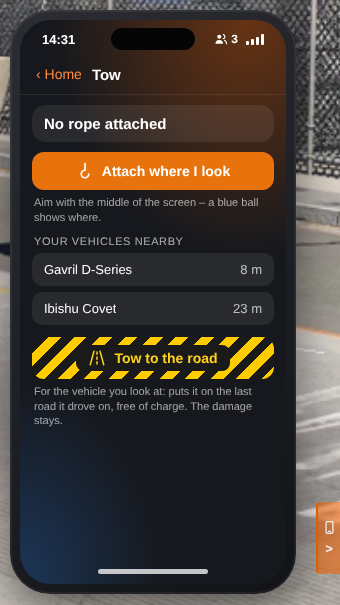 14:31
3
‹ Home Tow
No rope attached
Attach where I look
Aim with the middle of the screen – a blue ball
shows where.
YOUR VEHICLES NEARBY
Gavril D-Series 8 m
Ibishu Covet 23 m
Tow to the road
For the vehicle you look at: puts it on the last
road it drove on, free of charge. The damage
stays.
>